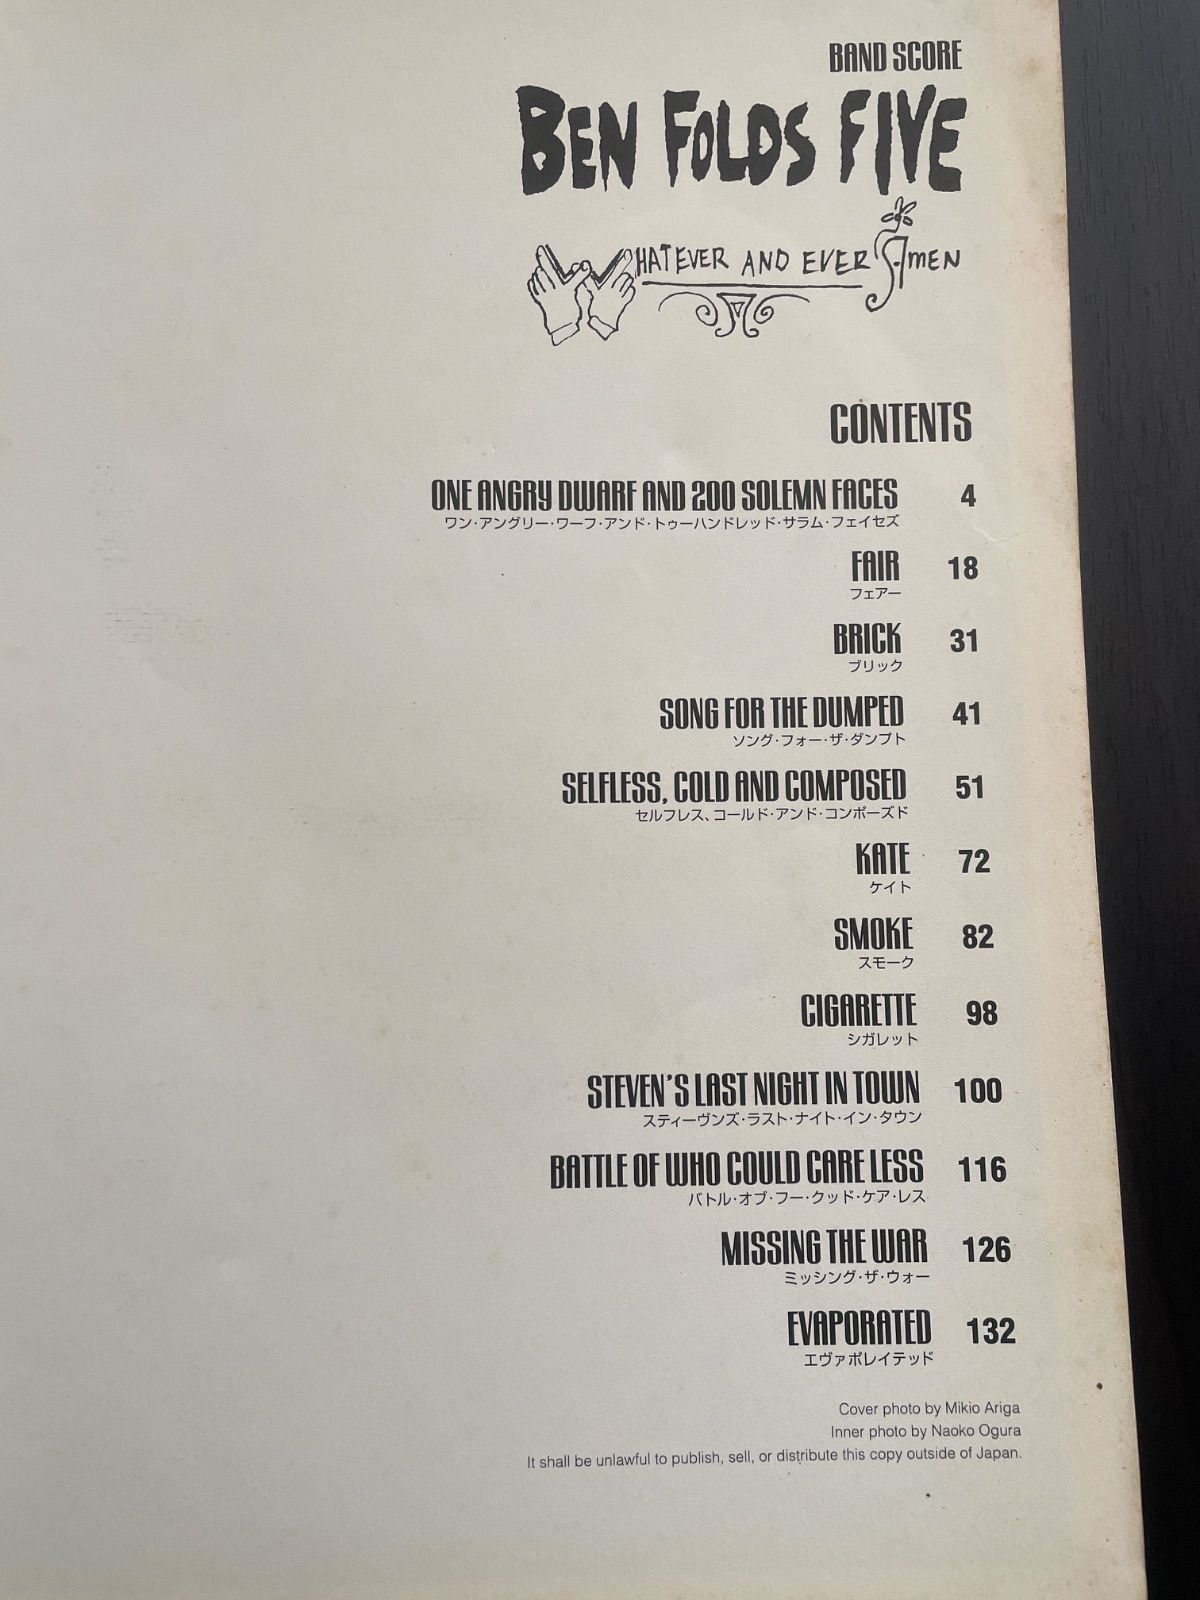 BAND SCORE
BEN FOLDS FIVE
WHATEVER AND EVER AMEN
CONTENTS
ONE ANGRY DWARF AND 200 SOLEMN FACES 4
ワン・アングリー・ワーフ・アンド・トゥーハンドレッド・サラム・フェイセズ
FAIR 18
フェアー
BRICK 31
ブリック
SONG FOR THE DUMPED 41
ソング・フォー・ザ・ダンプト
SELFLESS, COLD AND COMPOSED 51
セルフレス、コールド・アンド・コンポーズド
KATE 72
ケイト
SMOKE 82
スモーク
CIGARETTE 98
シガレット
STEVEN'S LAST NIGHT IN TOWN 100
スティーヴンズ・ラスト・ナイト・イン・タウン
BATTLE OF WHO COULD CARE LESS 116
バトル・オブ・フー・クッド・ケア・レス
MISSING THE WAR 126
ミッシング・ザ・ウォー
EVAPORATED 132
エヴァポレイテッド
Cover photo by Mikio Ariga
Inner photo by Naoko Ogura
It shall be unlawful to publish, sell, or distribute this copy outside of Japan.